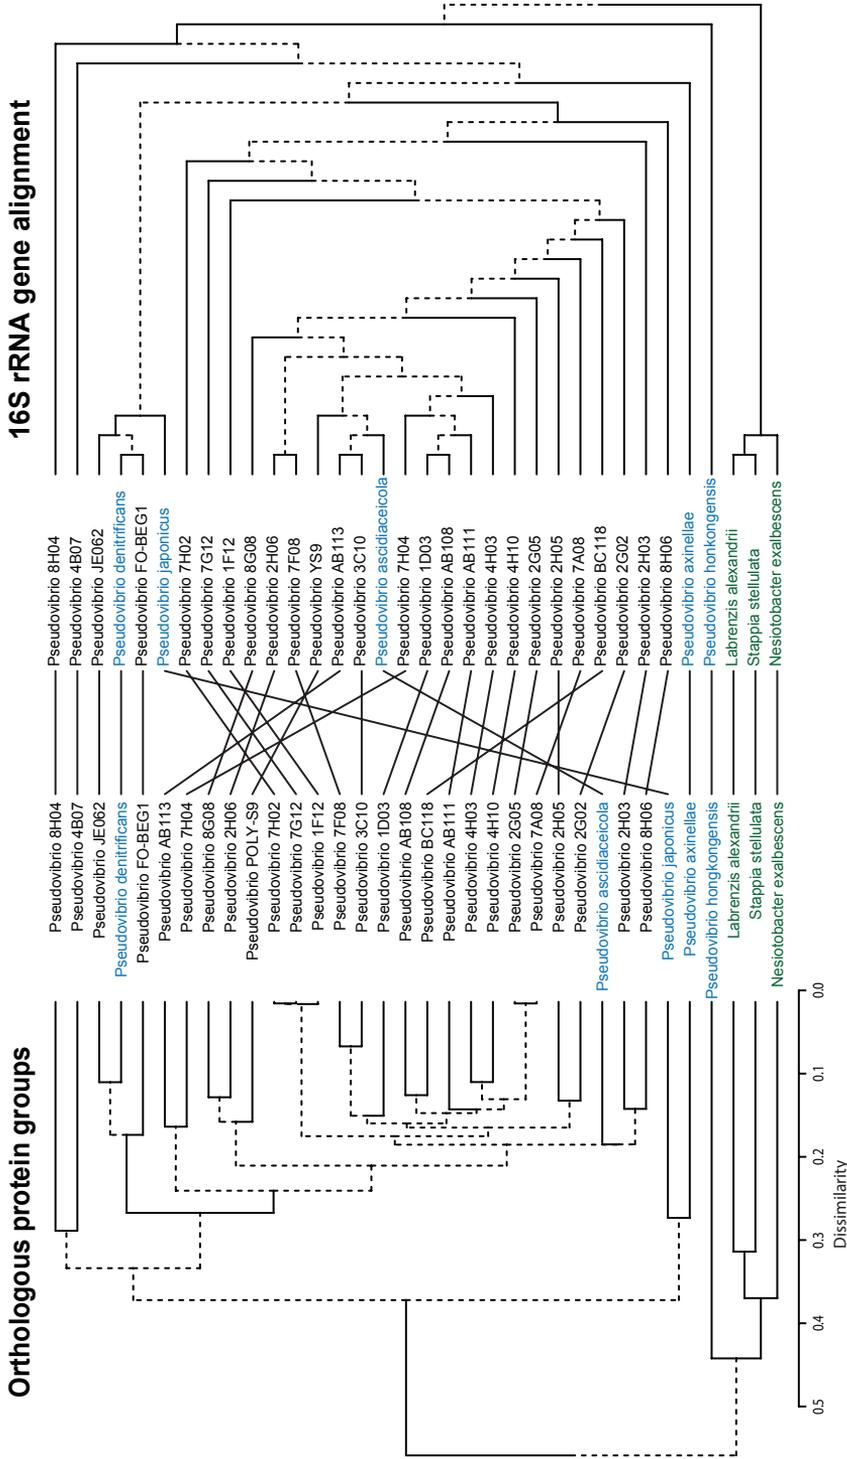 Orthologous protein groups
16S rRNA gene alignment
Pseudovibrio 8H04
Pseudovibrio 4B07
Pseudovibrio JE062
Pseudovibrio denitrificans
Pseudovibrio FO-BEG1
Pseudovibrio AB113
Pseudovibrio 7H04
Pseudovibrio 8G08
Pseudovibrio 2H06
Pseudovibrio POLY-S9
Pseudovibrio 7H02
Pseudovibrio 7G12
Pseudovibrio 1F12
Pseudovibrio 7F08
Pseudovibrio 3C10
Pseudovibrio 1D03
Pseudovibrio AB108
Pseudovibrio BC118
Pseudovibrio AB111
Pseudovibrio 4H03
Pseudovibrio 4H10
Pseudovibrio 2G05
Pseudovibrio 7A08
Pseudovibrio 2H05
Pseudovibrio 2G02
Pseudovibrio ascidiaceicola
Pseudovibrio 2H03
Pseudovibrio 8H06
Pseudovibrio japonicus
Pseudovibrio axinellae
Pseudovibrio hongkongensis
Labrenzis alexandrii
Stappia stellulata
Nesiotobacter exalbescens
Pseudovibrio 8H04
Pseudovibrio 4B07
Pseudovibrio JE062
Pseudovibrio denitrificans
Pseudovibrio FO-BEG1
Pseudovibrio japonicus
Pseudovibrio 7H02
Pseudovibrio 7G12
Pseudovibrio 1F12
Pseudovibrio 8G08
Pseudovibrio 2H06
Pseudovibrio 7F08
Pseudovibrio YS9
Pseudovibrio AB113
Pseudovibrio 3C10
Pseudovibrio ascidiaceicola
Pseudovibrio 7H04
Pseudovibrio 1D03
Pseudovibrio AB108
Pseudovibrio AB111
Pseudovibrio 4H03
Pseudovibrio 4H10
Pseudovibrio 2G05
Pseudovibrio 2H05
Pseudovibrio 7A08
Pseudovibrio BC118
Pseudovibrio 2G02
Pseudovibrio 2H03
Pseudovibrio 8H06
Pseudovibrio axinellae
Pseudovibrio honkongensis
Labrenzis alexandrii
Stappia stellulata
Nesiotobacter exalbescens
0.5 0.4 0.3 0.2 0.1 0.0
Dissimilarity